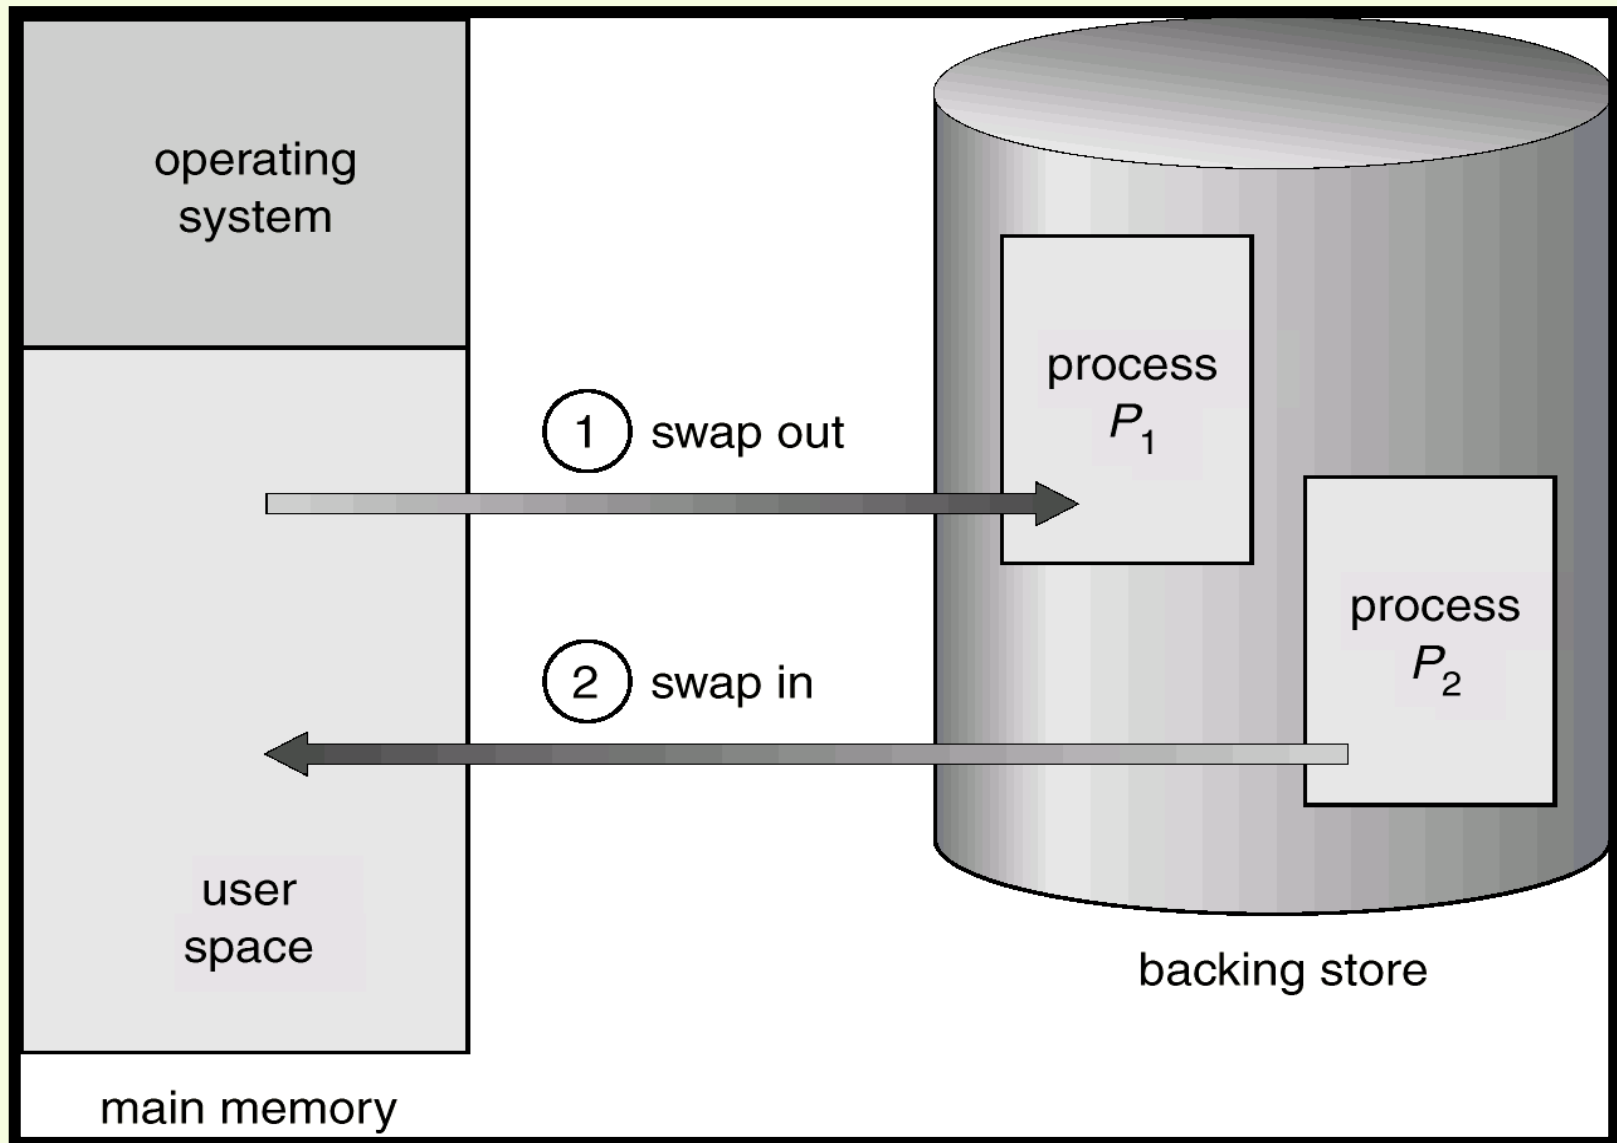 operating
system
1 swap out
process
P1
process
P2
2 swap in
user
space
backing store
main memory